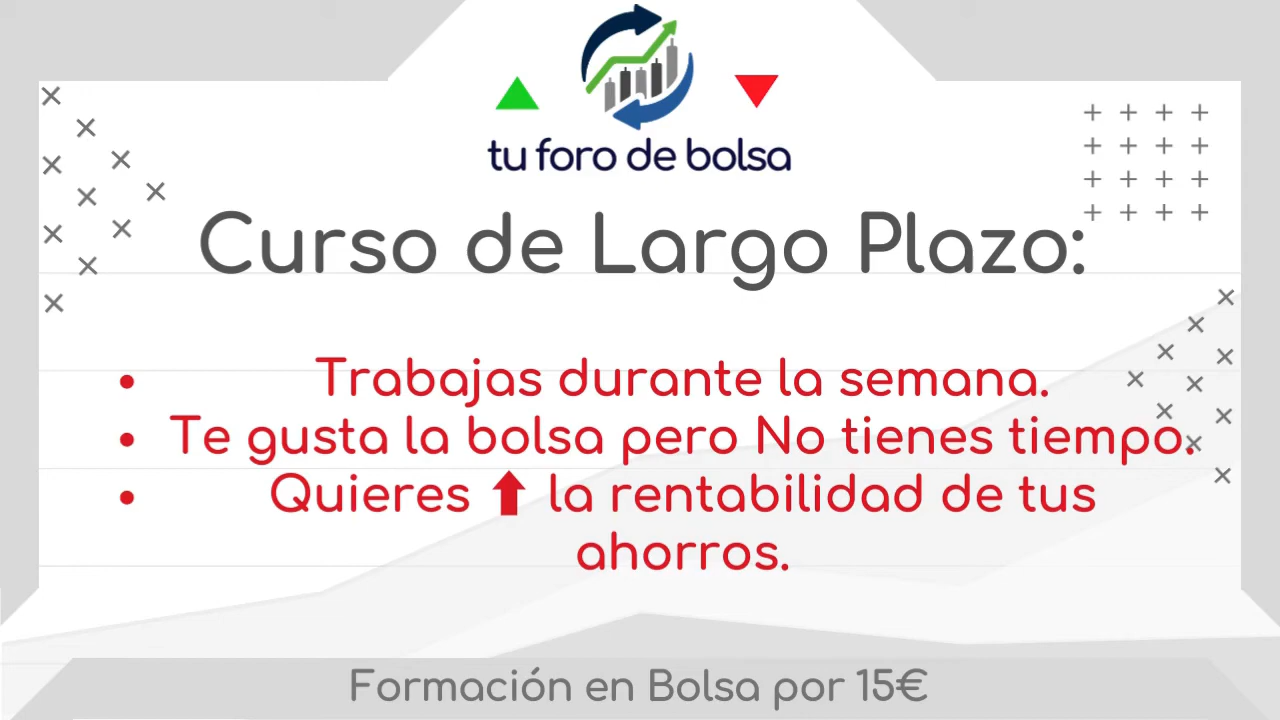 tu foro de bolsa
Curso de Largo Plazo:
• Trabajas durante la semana.
• Te gusta la bolsa pero No tienes tiempo.
• Quieres ⬆ la rentabilidad de tus
ahorros.
Formación en Bolsa por 15€